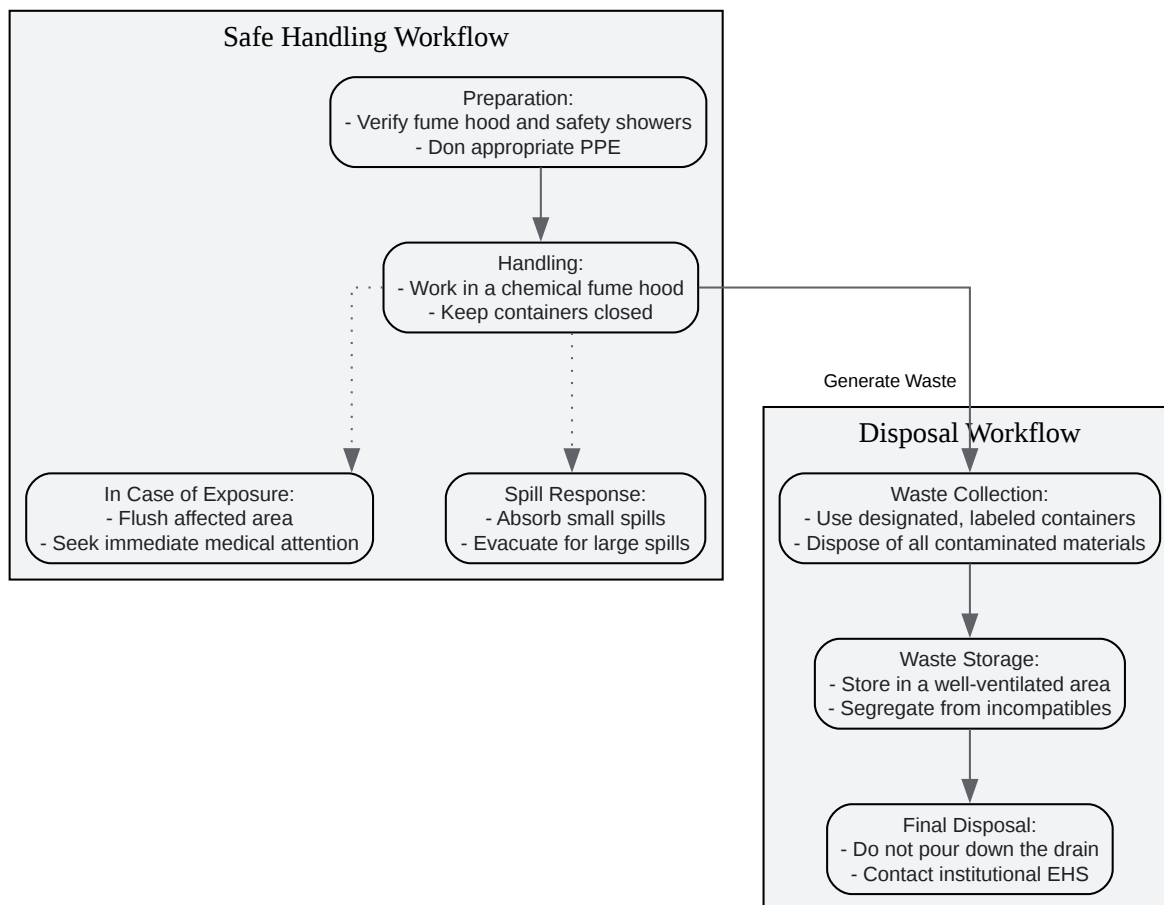 Safe Handling Workflow
Preparation:
- Verify fume hood and safety showers
- Don appropriate PPE
Handling:
- Work in a chemical fume hood
- Keep containers closed
Generate Waste
In Case of Exposure:
- Flush affected area
- Seek immediate medical attention
Spill Response:
- Absorb small spills
- Evacuate for large spills
Disposal Workflow
Waste Collection:
- Use designated, labeled containers
- Dispose of all contaminated materials
Waste Storage:
- Store in a well-ventilated area
- Segregate from incompatibles
Final Disposal:
- Do not pour down the drain
- Contact institutional EHS